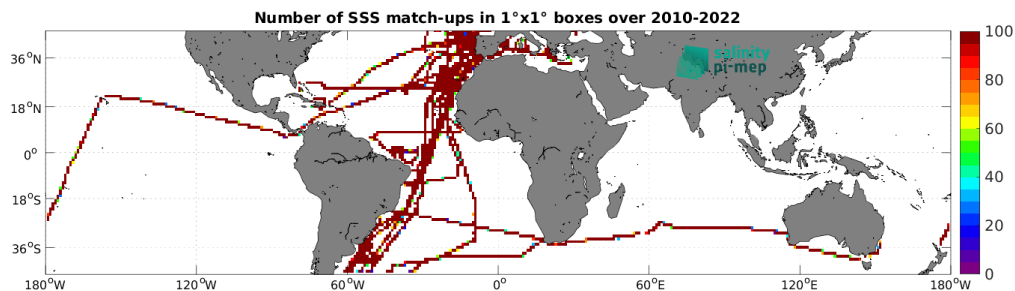 Number of SSS match-ups in 1°x1° boxes over 2010-2022
salinity
pi-mep
36°N
18°N
0°
18°S
36°S
180°W
120°W
60°W
0°
60°E
120°E
180°W
100
80
60
40
20
0